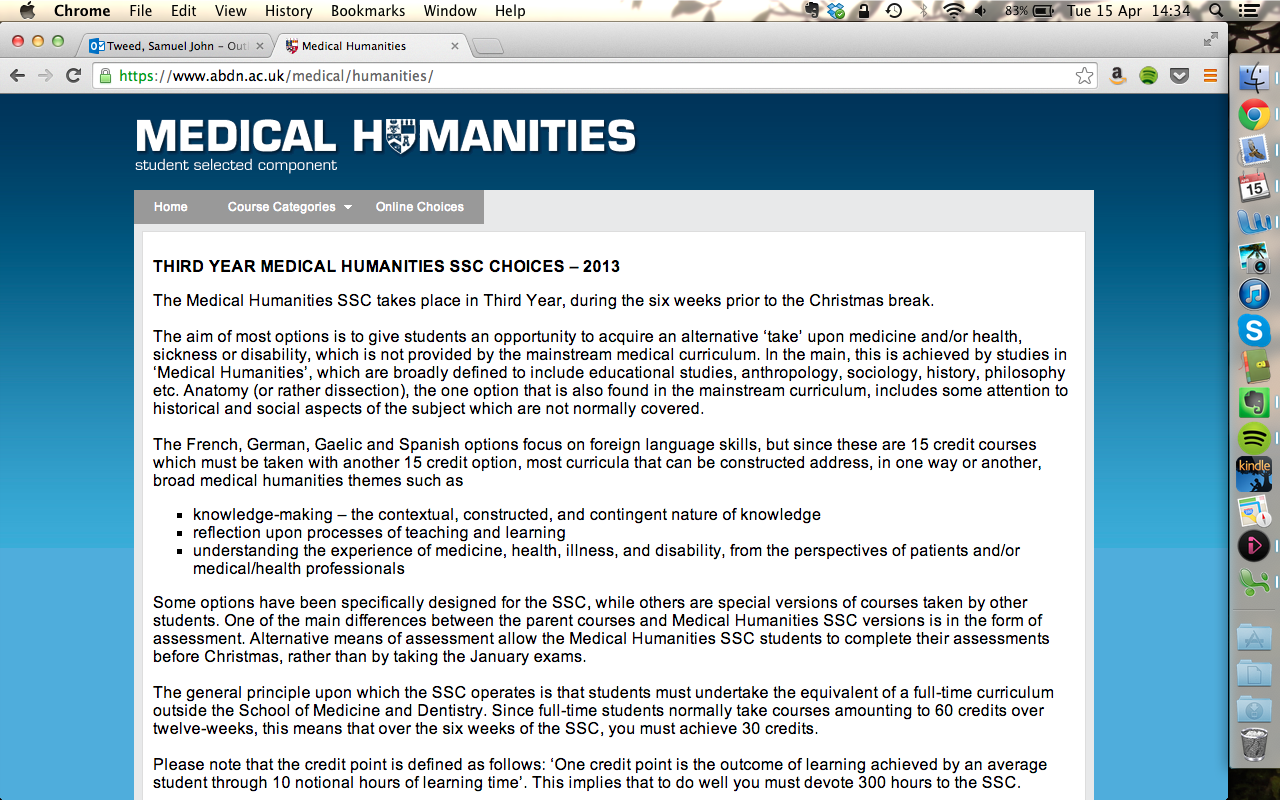 Chrome File Edit View History Bookmarks Window Help 83% Tue 15 Apr 14:34
Tweed, Samuel John – Outl × Medical Humanities ×
https://www.abdn.ac.uk/medical/humanities/
MEDICAL HUMANITIES
student selected component
Home Course Categories Online Choices
THIRD YEAR MEDICAL HUMANITIES SSC CHOICES – 2013
The Medical Humanities SSC takes place in Third Year, during the six weeks prior to the Christmas break.
The aim of most options is to give students an opportunity to acquire an alternative ‘take’ upon medicine and/or health,
sickness or disability, which is not provided by the mainstream medical curriculum. In the main, this is achieved by studies in
‘Medical Humanities’, which are broadly defined to include educational studies, anthropology, sociology, history, philosophy
etc. Anatomy (or rather dissection), the one option that is also found in the mainstream curriculum, includes some attention to
historical and social aspects of the subject which are not normally covered.
The French, German, Gaelic and Spanish options focus on foreign language skills, but since these are 15 credit courses
which must be taken with another 15 credit option, most curricula that can be constructed address, in one way or another,
broad medical humanities themes such as
▪ knowledge-making – the contextual, constructed, and contingent nature of knowledge
▪ reflection upon processes of teaching and learning
▪ understanding the experience of medicine, health, illness, and disability, from the perspectives of patients and/or
medical/health professionals
Some options have been specifically designed for the SSC, while others are special versions of courses taken by other
students. One of the main differences between the parent courses and Medical Humanities SSC versions is in the form of
assessment. Alternative means of assessment allow the Medical Humanities SSC students to complete their assessments
before Christmas, rather than by taking the January exams.
The general principle upon which the SSC operates is that students must undertake the equivalent of a full-time curriculum
outside the School of Medicine and Dentistry. Since full-time students normally take courses amounting to 60 credits over
twelve-weeks, this means that over the six weeks of the SSC, you must achieve 30 credits.
Please note that the credit point is defined as follows: ‘One credit point is the outcome of learning achieved by an average
student through 10 notional hours of learning time’. This implies that to do well you must devote 300 hours to the SSC.
15
kindle